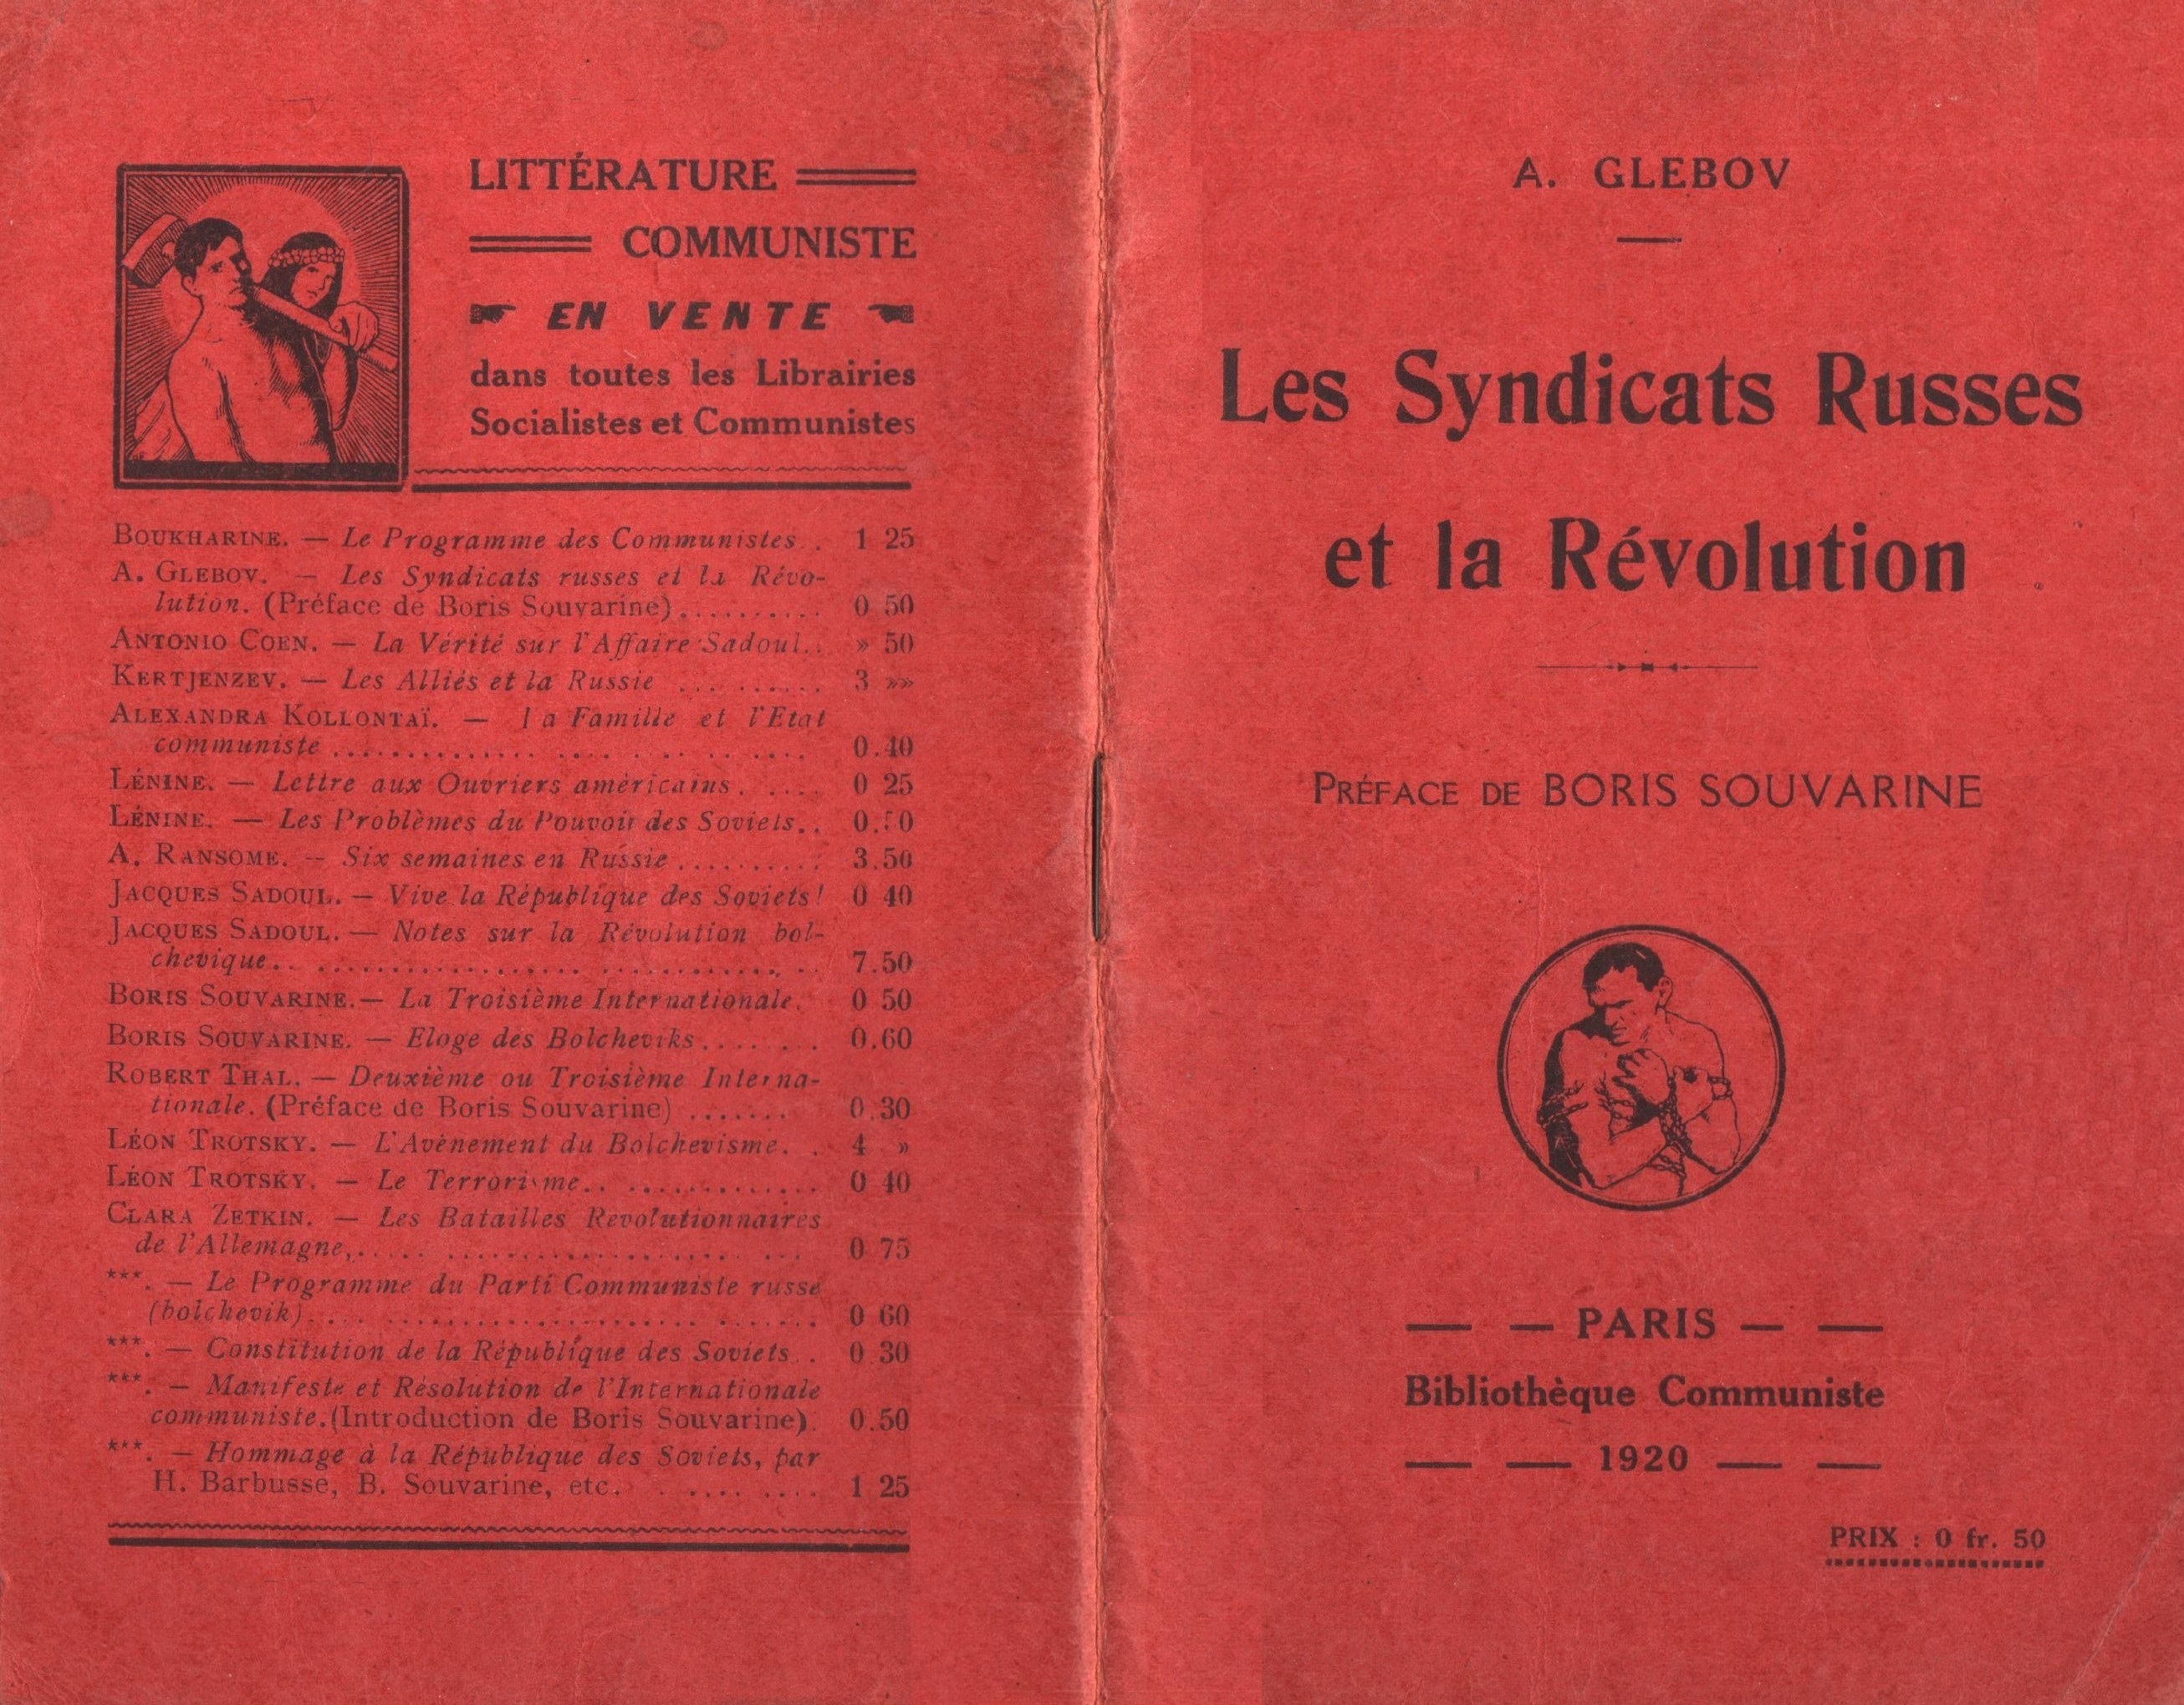 LITTÉRATURE
COMMUNISTE
EN VENTE
dans toutes les Librairies
Socialistes et Communistes
BOUKHARINE. — Le Programme des Communistes. . 1 25
A. GLEBOV. — Les Syndicats russes et la Révo-
lution. (Préface de Boris Souvarine) .......... 0 50
ANTONIO COEN. — La Vérité sur l'Affaire Sadoul. . » 50
KERTJENZEV. — Les Alliés et la Russie .......... 3 »»
ALEXANDRA KOLLONTAÏ. — La Famille et l'Etat
communiste .......... 0.40
LÉNINE. — Lettre aux Ouvriers américains. .... 0 25
LÉNINE. — Les Problèmes du Pouvoir des Soviets. . 0.50
A. RANSOME. — Six semaines en Russie .......... 3.50
JACQUES SADOUL. — Vive la République des Soviets! 0 40
JACQUES SADOUL. — Notes sur la Révolution bol-
chevique. . .......... 7.50
BORIS SOUVARINE. — La Troisième Internationale. 0 50
BORIS SOUVARINE. — Eloge des Bolcheviks ....... 0.60
ROBERT THAL. — Deuxième ou Troisième Interna-
tionale. (Préface de Boris Souvarine) ....... 0.30
LÉON TROTSKY. — L'Avènement du Bolchevisme. . 4 »
LÉON TROTSKY. — Le Terrorisme. . .......... 0 40
CLARA ZETKIN. — Les Batailles Revolutionnaires
de l'Allemagne, .......... 0 75
***. — Le Programme du Parti Communiste russe
(bolchevik) .......... 0 60
***. — Constitution de la République des Soviets. . 0 30
***. — Manifeste et Résolution de l'Internationale
communiste. (Introduction de Boris Souvarine). 0.50
***. — Hommage à la République des Soviets, par
H. Barbusse, B. Souvarine, etc. .......... 1 25
A. GLEBOV
Les Syndicats Russes
et la Révolution
PRÉFACE DE BORIS SOUVARINE
— — PARIS — —
Bibliothèque Communiste
— — 1920 — —
PRIX : 0 fr. 50